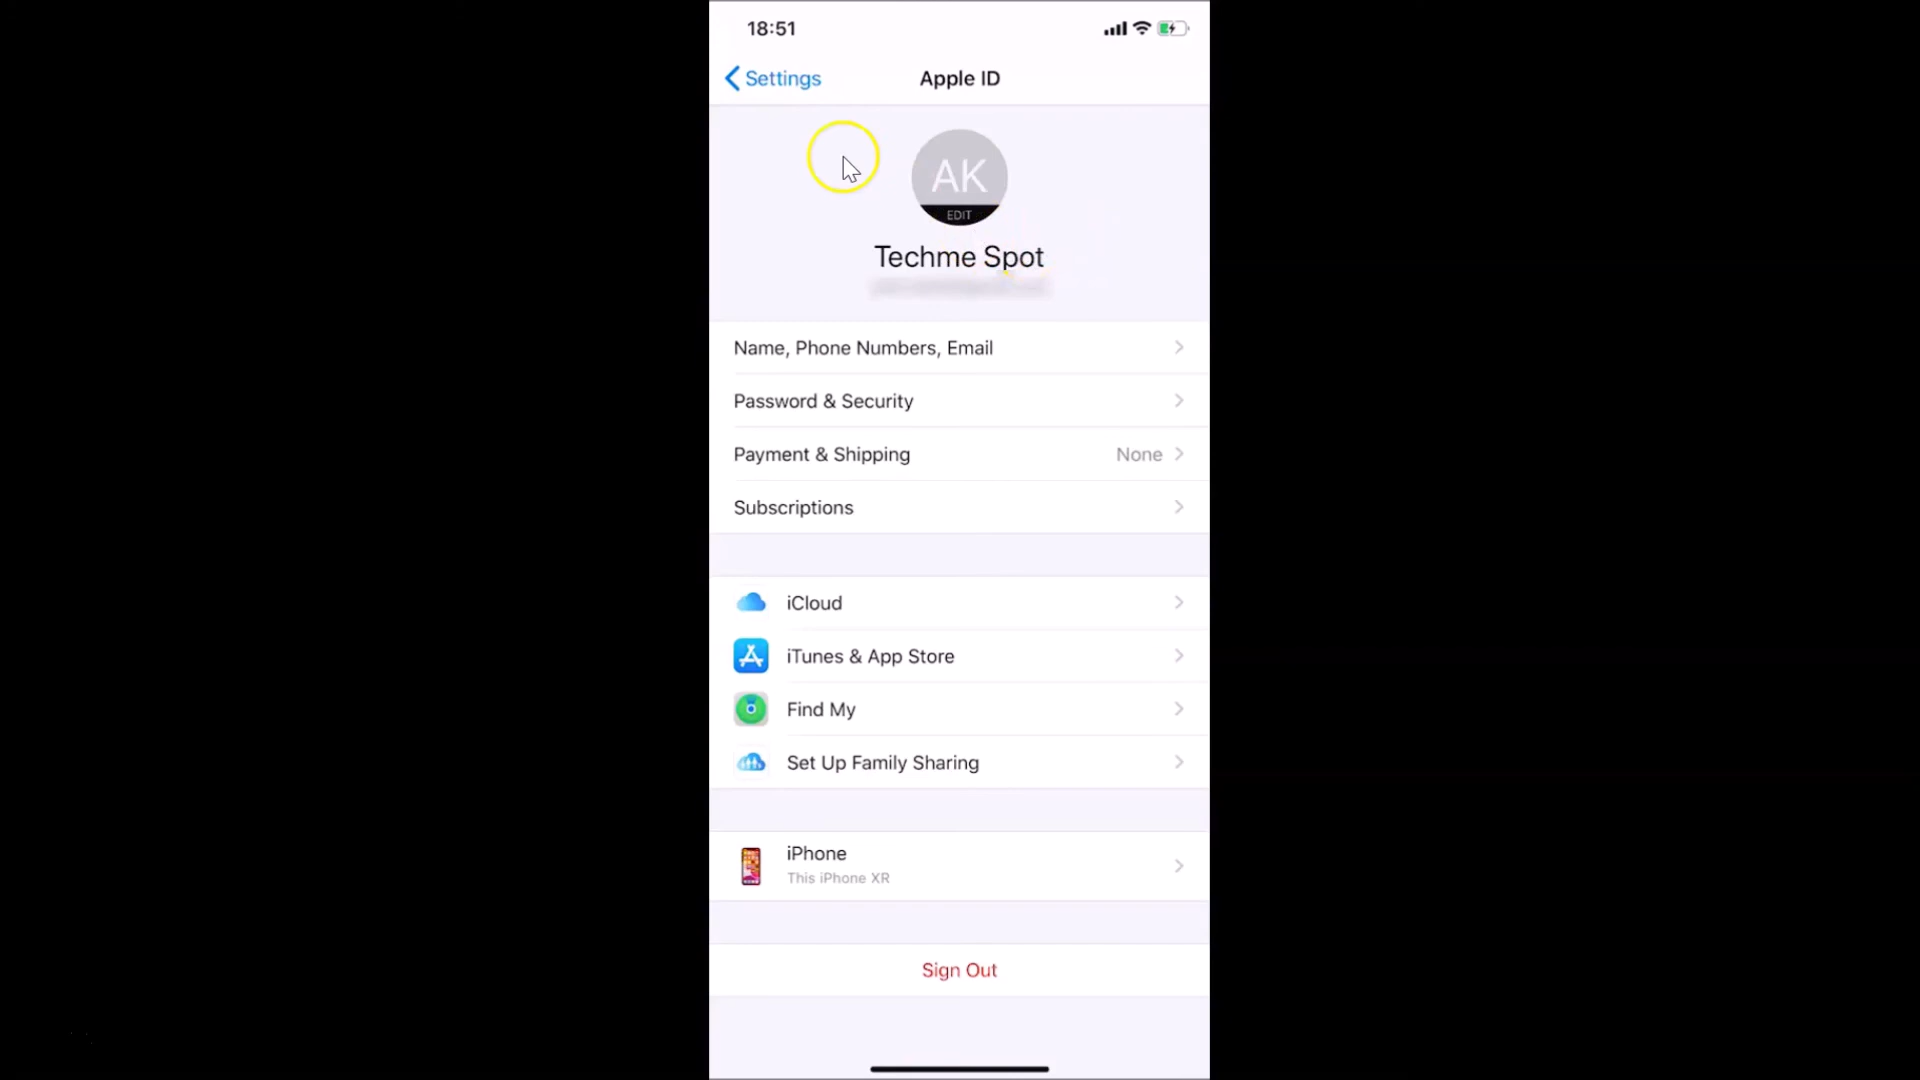 18:51
Settings
Apple ID
AK
EDIT
Techme Spot
Name, Phone Numbers, Email
Password & Security
Payment & Shipping None
Subscriptions
iCloud
iTunes & App Store
Find My
Set Up Family Sharing
iPhone
This iPhone XR
Sign Out